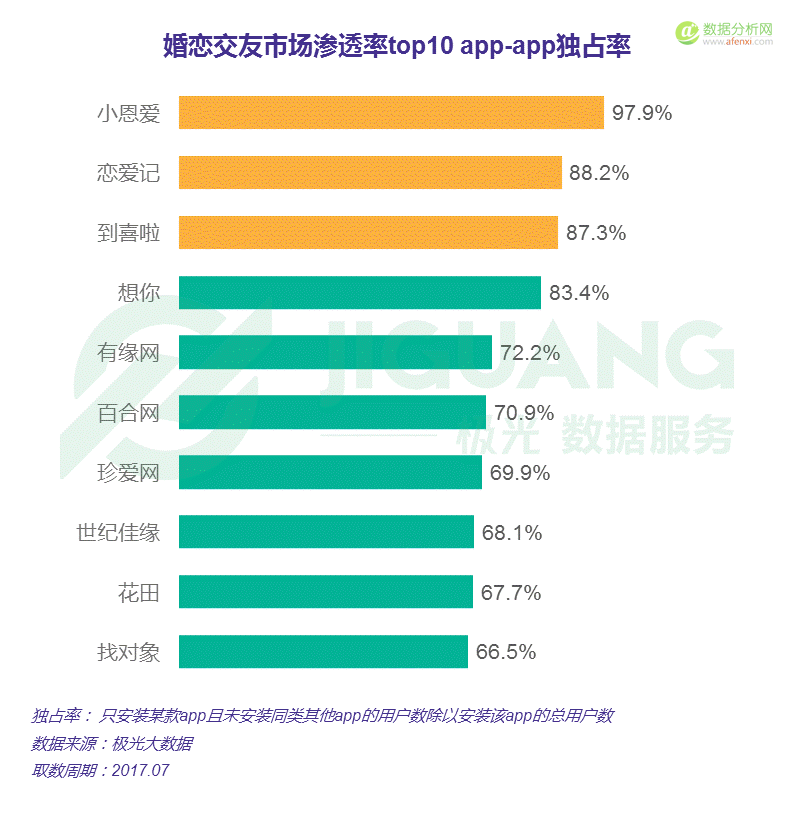 数据分析网
www.afenxi.com
婚恋交友市场渗透率top10 app-app独占率
小恩爱 97.9%
恋爱记 88.2%
到喜啦 87.3%
想你 83.4%
有缘网 72.2%
JIGUANG
百合网 70.9%
极光 数据服务
珍爱网 69.9%
世纪佳缘 68.1%
花田 67.7%
找对象 66.5%
独占率： 只安装某款app且未安装同类其他app的用户数除以安装该app的总用户数
数据来源：极光大数据
取数周期：2017.07